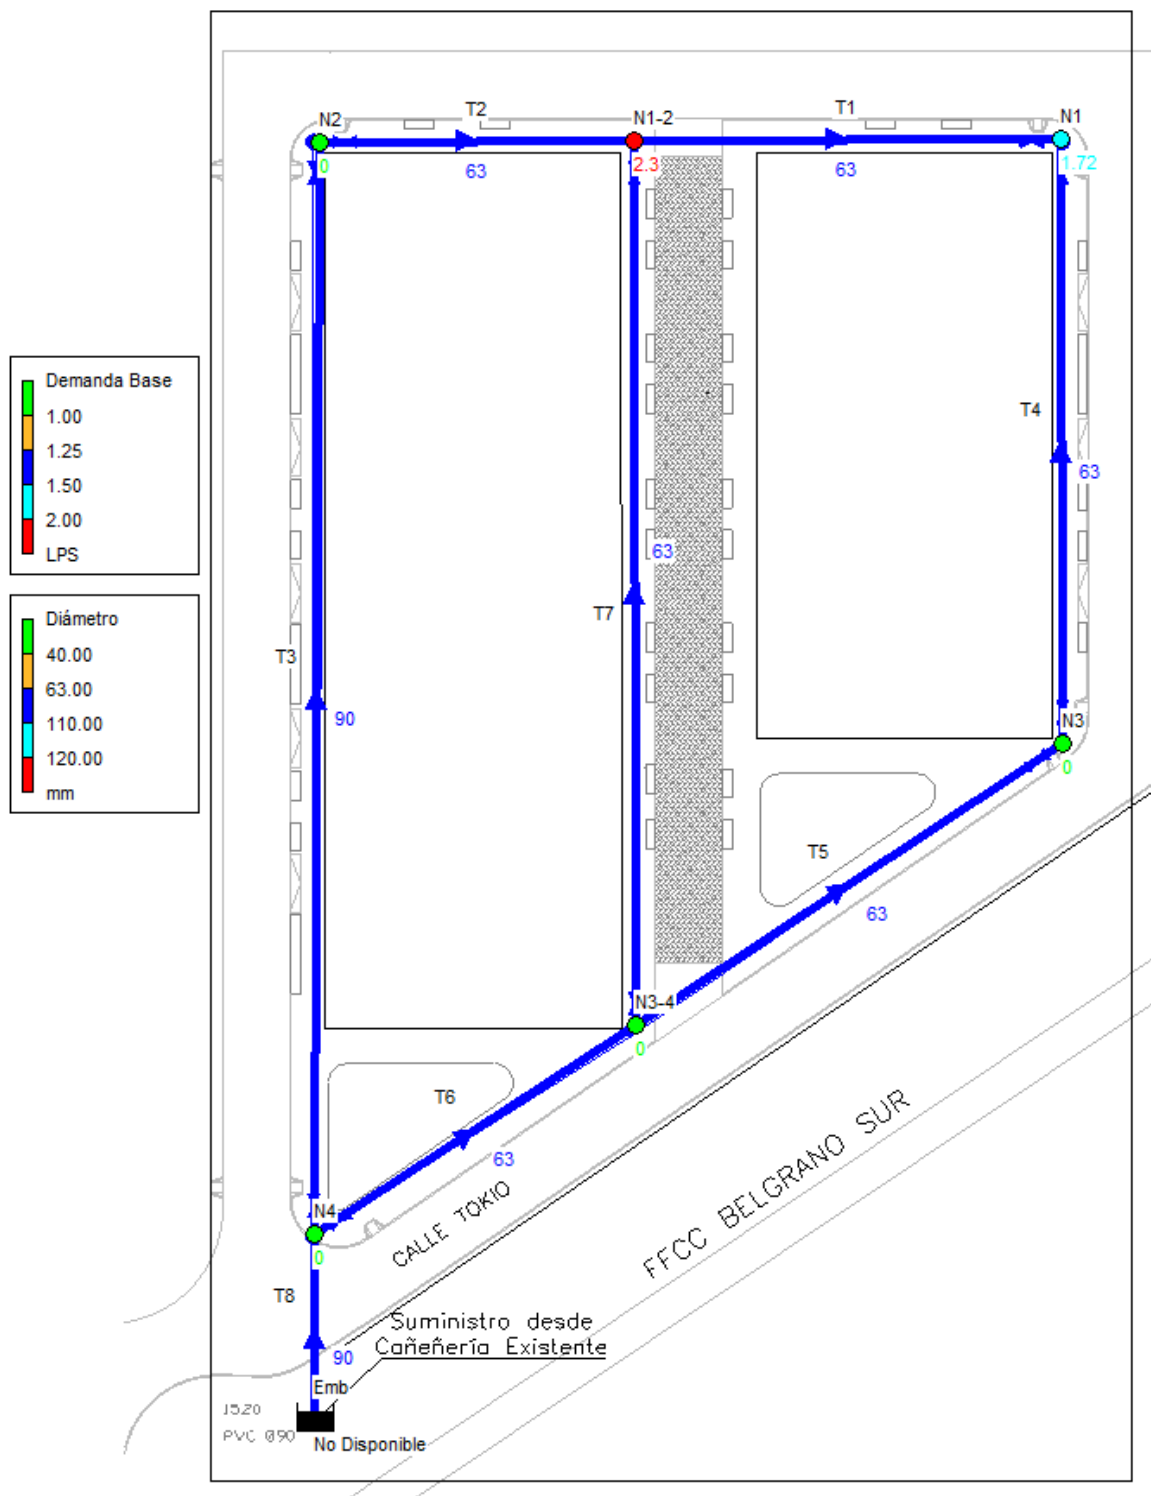 N2
T2
N1-2
T1
N1
0
63
2.3
63
1.72
Demanda Base
1.00
1.25
1.50
2.00
LPS
T4
63
63
T7
Diámetro
40.00
63.00
110.00
120.00
mm
T3
90
N3
0
T5
63
N3-4
0
T6
63
N4
0
CALLE TOKIO
FFCC BELGRANO SUR
T8
Suministro desde
Cañeñería Existente
90
Emb
1520
PVC Ø90
No Disponible